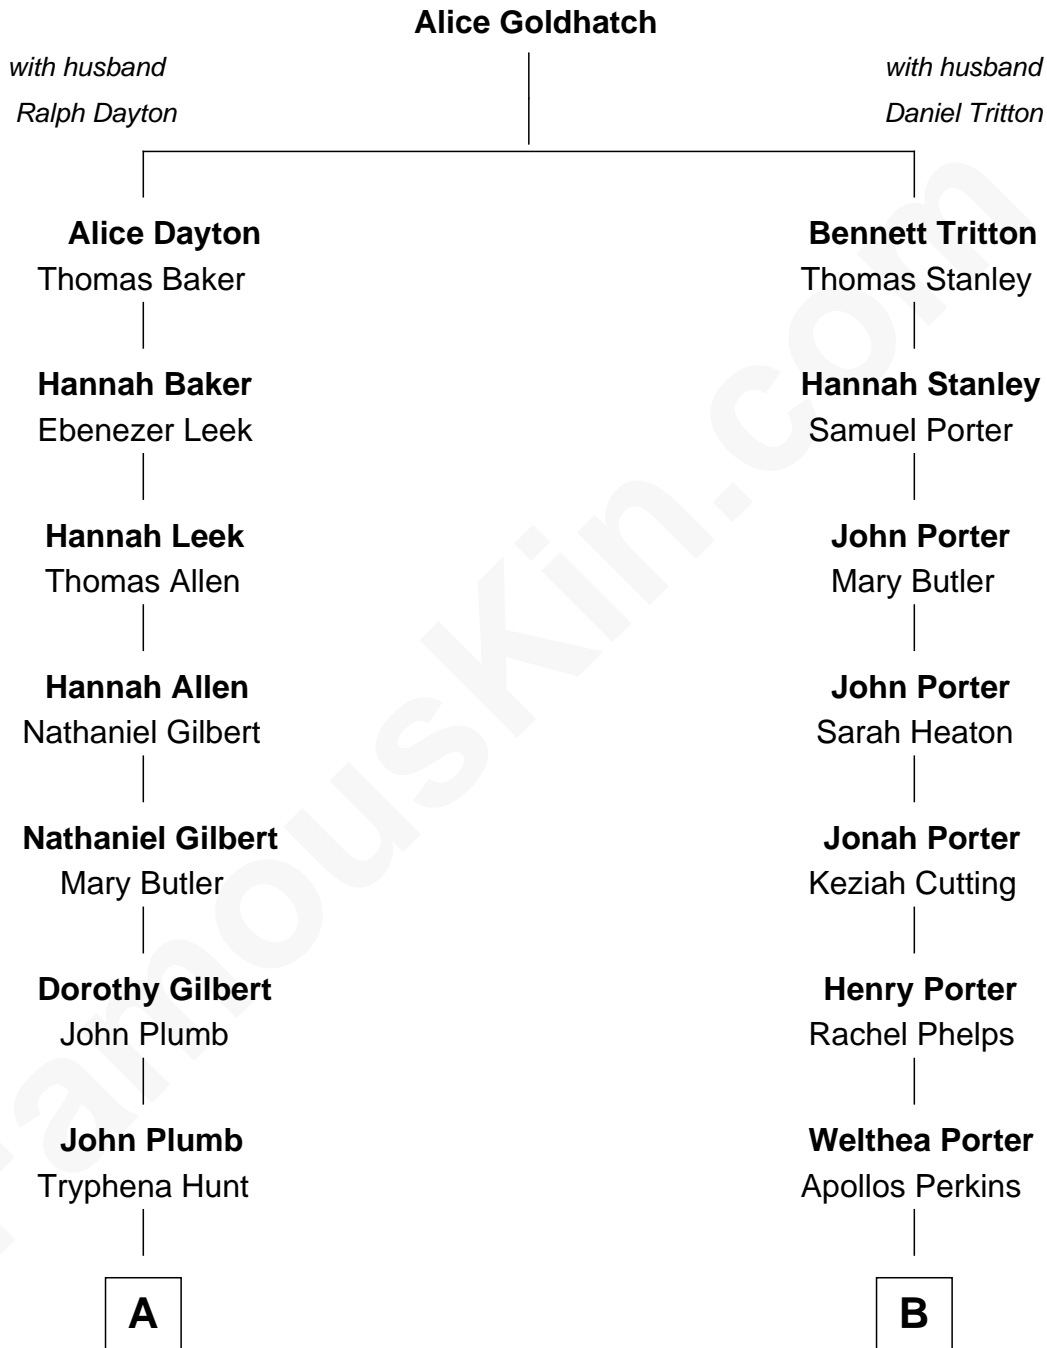 Alice Goldhatch
with husband
Ralph Dayton
with husband
Daniel Tritton
Alice Dayton
Thomas Baker
Bennett Tritton
Thomas Stanley
Hannah Baker
Ebenezer Leek
Hannah Stanley
Samuel Porter
Hannah Leek
Thomas Allen
John Porter
Mary Butler
Hannah Allen
Nathaniel Gilbert
John Porter
Sarah Heaton
Nathaniel Gilbert
Mary Butler
Jonah Porter
Keziah Cutting
Dorothy Gilbert
John Plumb
Henry Porter
Rachel Phelps
John Plumb
Tryphena Hunt
Welthea Porter
Apollos Perkins
A
B
FamousKin.com